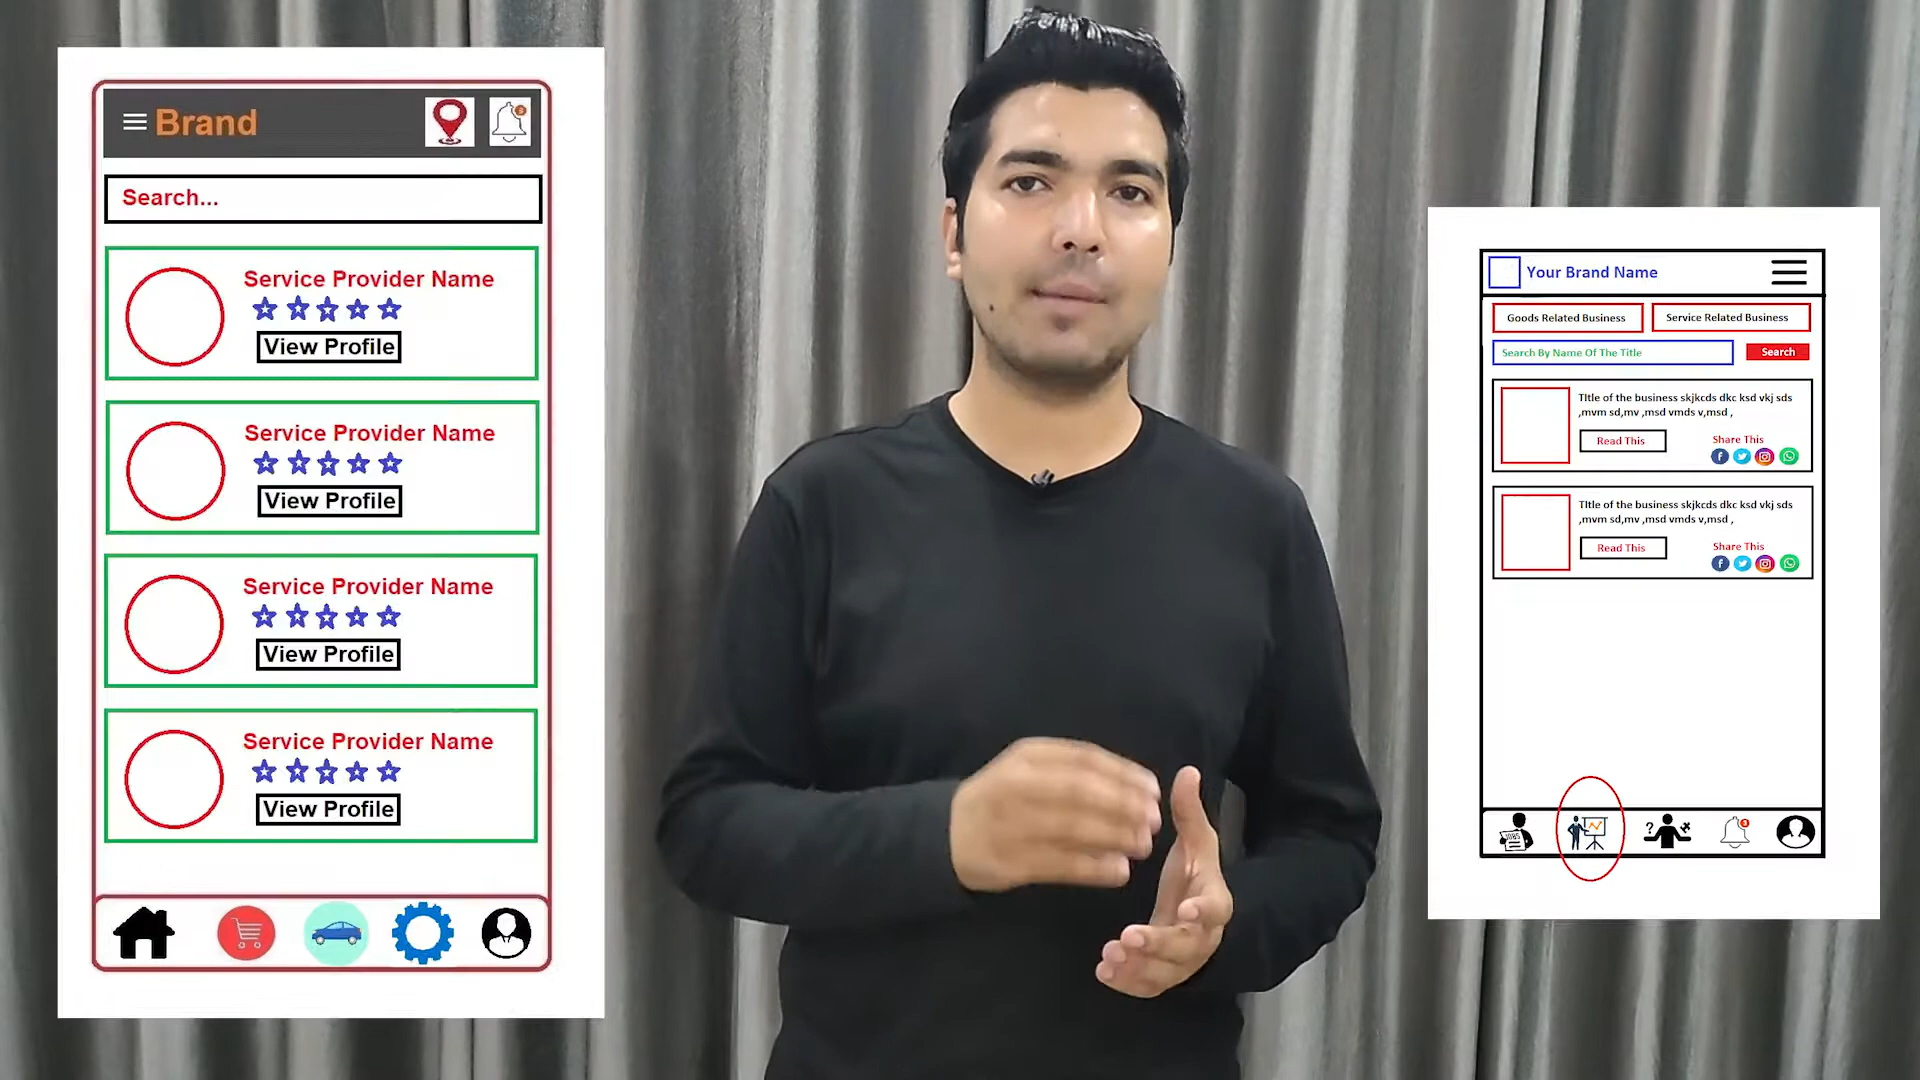 Brand
Search...
Service Provider Name
View Profile
Service Provider Name
View Profile
Service Provider Name
View Profile
Service Provider Name
View Profile
Your Brand Name
Goods Related Business
Service Related Business
Search By Name Of The Title
Search
TItle of the business skjkcds dkc ksd vkj sds
,mvm sd,mv ,msd vmds v,msd ,
Read This
Share This
TItle of the business skjkcds dkc ksd vkj sds
,mvm sd,mv ,msd vmds v,msd ,
Read This
Share This
JOBS
?
3